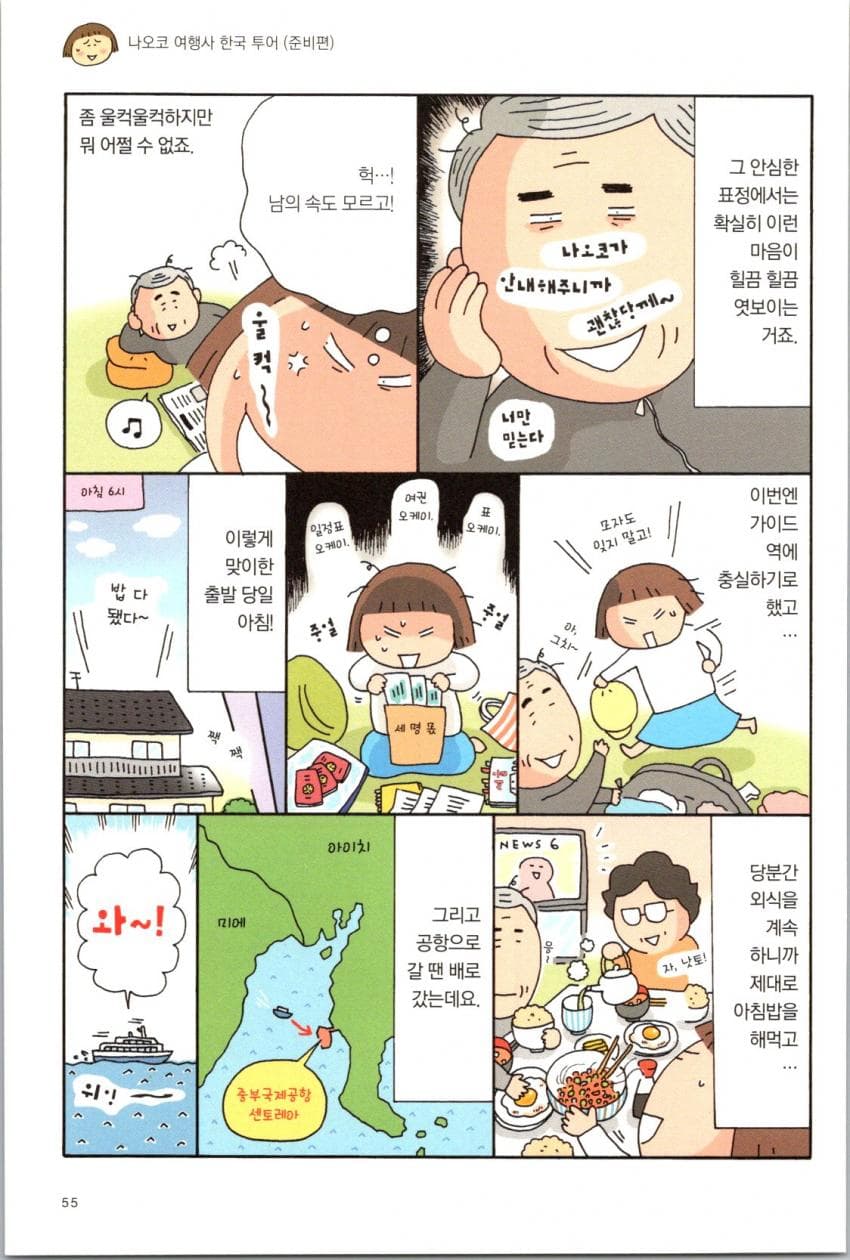 나오코 여행사 한국 투어 (준비편)
그 안심한
표정에서는
확실히 이런
마음이
힐끔 힐끔
엿보이는
거죠.
나오코가
안내해주니까
괜찮당께~
너만
믿는다
헉…!
남의 속도 모르고!
좀 울컥울컥하지만
뭐 어쩔 수 없죠.
울
컥
~
이번엔
가이드
역에
충실하기로
했고
…
모자도
잊지 말고!
아,
그치~
여권
오케이.
표
오케이.
일정표
오케이.
중얼
중얼
세 명 몫
이렇게
맞이한
출발 당일
아침!
아침 6시
밥 다
됐다~
짹
짹
당분간
외식을
계속
하니까
제대로
아침밥을
해먹고
…
NEWS 6
응~
자, 낫토!
그리고
공항으로
갈 땐 배로
갔는데요.
아이치
미에
중부국제공항
센토레아
와~!
뷔!
55